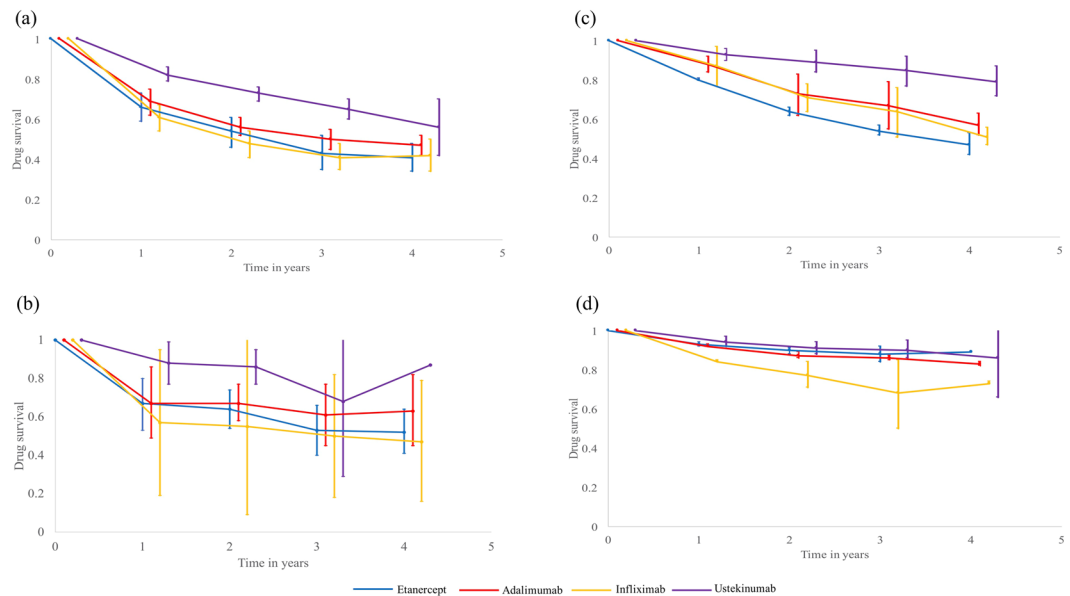 (a)
1
0.8
0.6
0.4
0.2
0
Drug survival
0 1 2 3 4 5
Time in years
(c)
1
0.8
0.6
0.4
0.2
0
Drug survival
0 1 2 3 4 5
Time in years
(b)
1
0.8
0.6
0.4
0.2
0
Drug survival
0 1 2 3 4 5
Time in years
(d)
1
0.8
0.6
0.4
0.2
0
Drug survival
0 1 2 3 4 5
Time in years
Etanercept Adalimumab Infliximab Ustekinumab